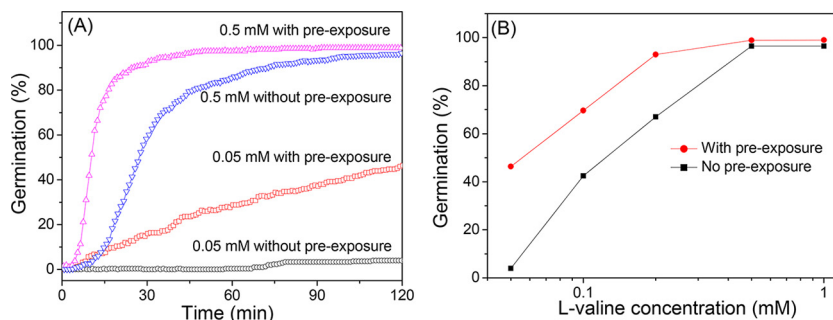 (A)
0.5 mM with pre-exposure
0.5 mM without pre-exposure
0.05 mM with pre-exposure
0.05 mM without pre-exposure
Germination (%)
100
80
60
40
20
0
0
30
60
90
120
Time (min)
(B)
With pre-exposure
No pre-exposure
Germination (%)
100
80
60
40
20
0
0.1
1
L-valine concentration (mM)